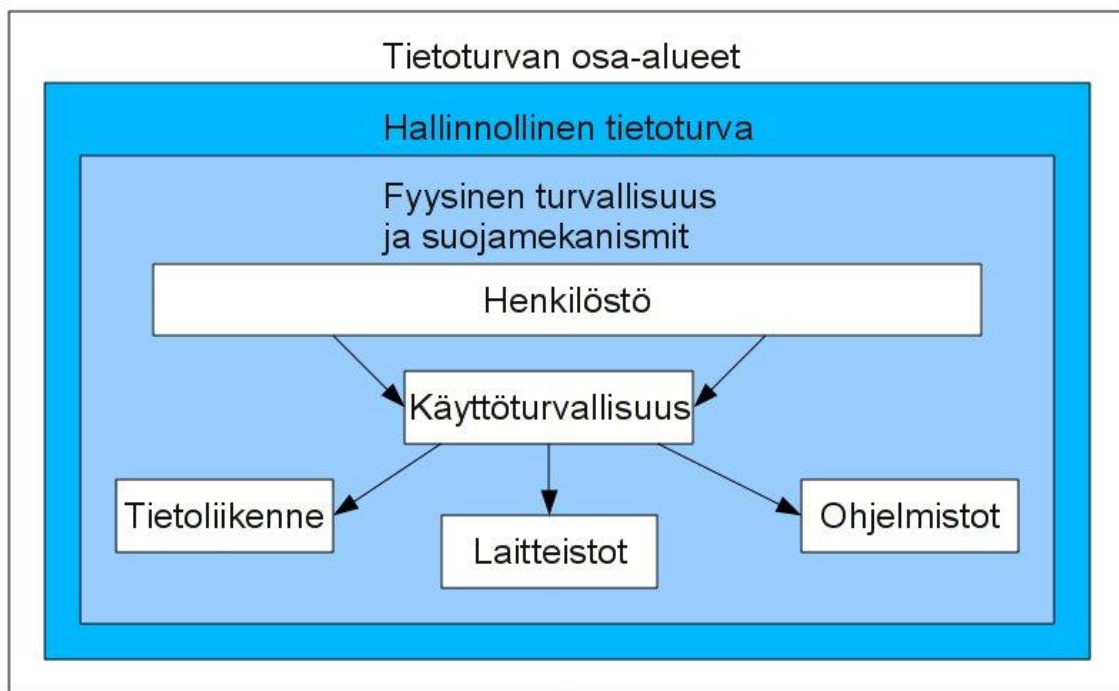 Tietoturvan osa-alueet
Hallinnollinen tietoturva
Fyysinen turvallisuus
ja suojamekanismit
Henkilöstö
Käyttöturvallisuus
Tietoliikenne
Laitteistot
Ohjelmistot